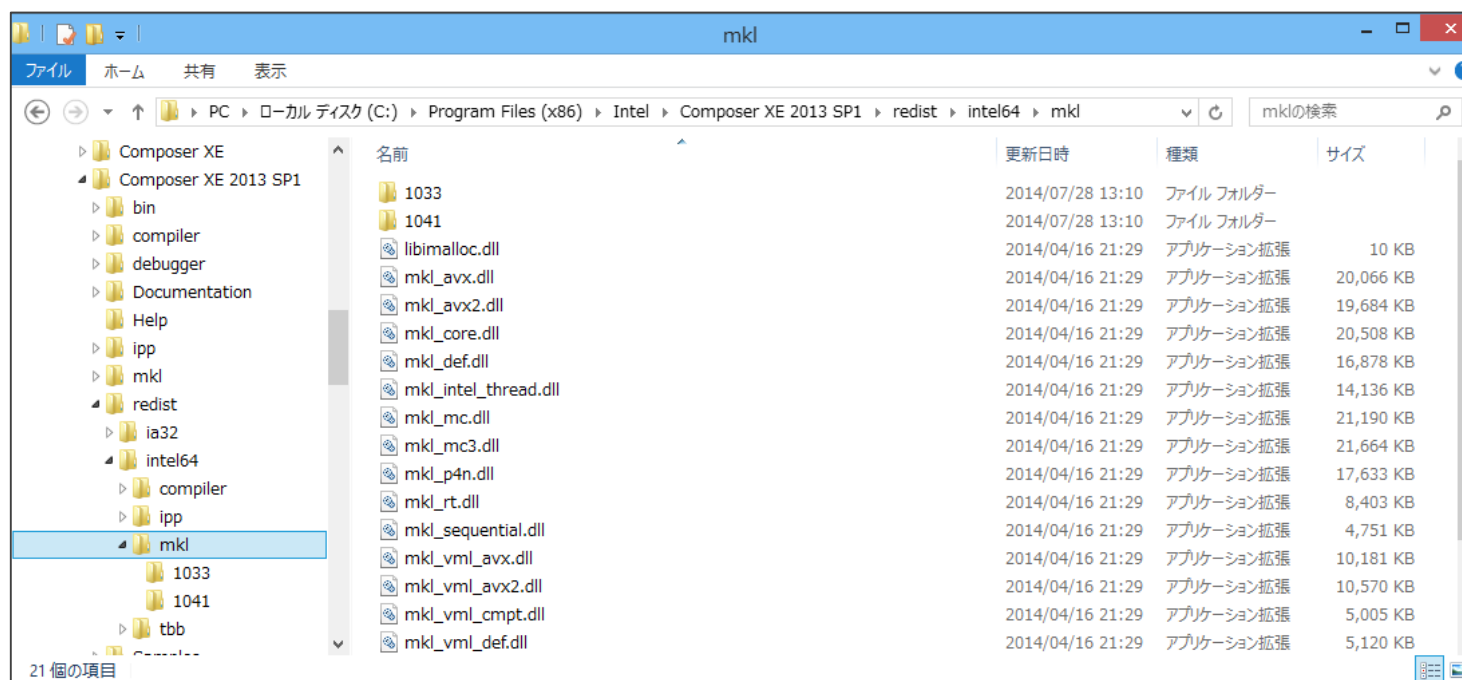 mkl
ファイル ホーム 共有 表示
PC ローカル ディスク (C:) Program Files (x86) Intel Composer XE 2013 SP1 redist intel64 mkl mklの検索
Composer XE
Composer XE 2013 SP1
bin
compiler
debugger
Documentation
Help
ipp
mkl
redist
ia32
intel64
compiler
ipp
mkl
1033
1041
tbb
名前 更新日時 種類 サイズ
1033 2014/07/28 13:10 ファイル フォルダー
1041 2014/07/28 13:10 ファイル フォルダー
libimalloc.dll 2014/04/16 21:29 アプリケーション拡張 10 KB
mkl_avx.dll 2014/04/16 21:29 アプリケーション拡張 20,066 KB
mkl_avx2.dll 2014/04/16 21:29 アプリケーション拡張 19,684 KB
mkl_core.dll 2014/04/16 21:29 アプリケーション拡張 20,508 KB
mkl_def.dll 2014/04/16 21:29 アプリケーション拡張 16,878 KB
mkl_intel_thread.dll 2014/04/16 21:29 アプリケーション拡張 14,136 KB
mkl_mc.dll 2014/04/16 21:29 アプリケーション拡張 21,190 KB
mkl_mc3.dll 2014/04/16 21:29 アプリケーション拡張 21,664 KB
mkl_p4n.dll 2014/04/16 21:29 アプリケーション拡張 17,633 KB
mkl_rt.dll 2014/04/16 21:29 アプリケーション拡張 8,403 KB
mkl_sequential.dll 2014/04/16 21:29 アプリケーション拡張 4,751 KB
mkl_vml_avx.dll 2014/04/16 21:29 アプリケーション拡張 10,181 KB
mkl_vml_avx2.dll 2014/04/16 21:29 アプリケーション拡張 10,570 KB
mkl_vml_cmpt.dll 2014/04/16 21:29 アプリケーション拡張 5,005 KB
mkl_vml_def.dll 2014/04/16 21:29 アプリケーション拡張 5,120 KB
21 個の項目